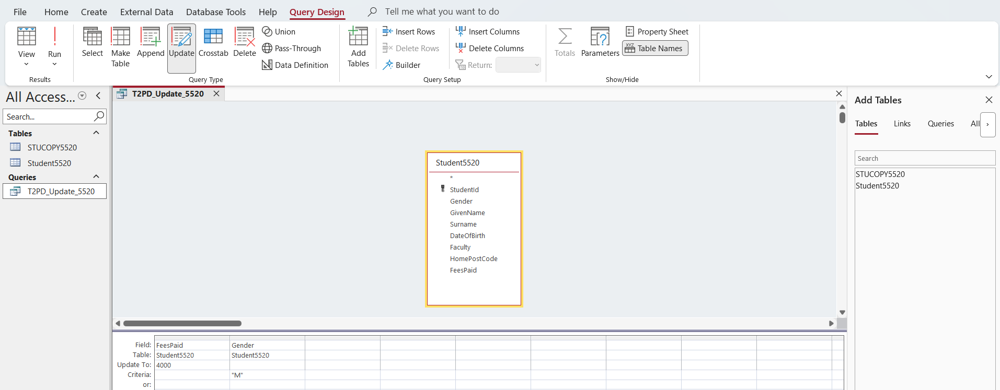 File Home Create External Data Database Tools Help Query Design Tell me what you want to do
View
Run
Results
Select
Make
Table
Append
Update
Crosstab
Delete
Union
Pass-Through
Data Definition
Query Type
Add
Tables
Insert Rows
Delete Rows
Builder
Insert Columns
Delete Columns
Return:
Query Setup
Totals
Parameters
Property Sheet
XYZ Table Names
Show/Hide
All Access...
Search...
Tables
STUCOPY5520
Student5520
Queries
T2PD_Update_5520
T2PD_Update_5520
Student5520
*
StudentId
Gender
GivenName
Surname
DateOfBirth
Faculty
HomePostCode
FeesPaid
Field: FeesPaid Gender
Table: Student5520 Student5520
Update To: 4000
Criteria: "M"
or:
Add Tables
Tables Links Queries All
Search
STUCOPY5520
Student5520